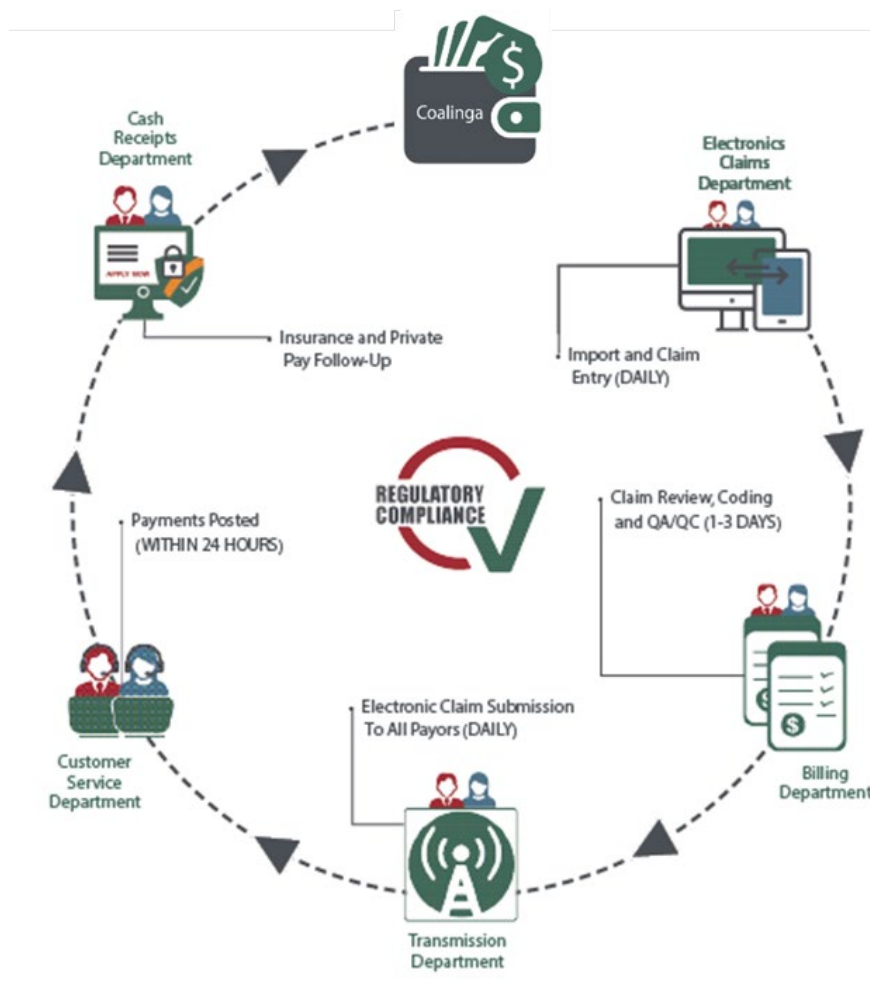 Coalinga
Cash
Receipts
Department
Electronics
Claims
Department
APPLY NOW
Insurance and Private
Pay Follow-Up
Import and Claim
Entry (DAILY)
REGULATORY
COMPLIANCE
Claim Review, Coding
and QA/QC (1-3 DAYS)
Payments Posted
(WITHIN 24 HOURS)
Electronic Claim Submission
To All Payors (DAILY)
Customer
Service
Department
Billing
Department
Transmission
Department